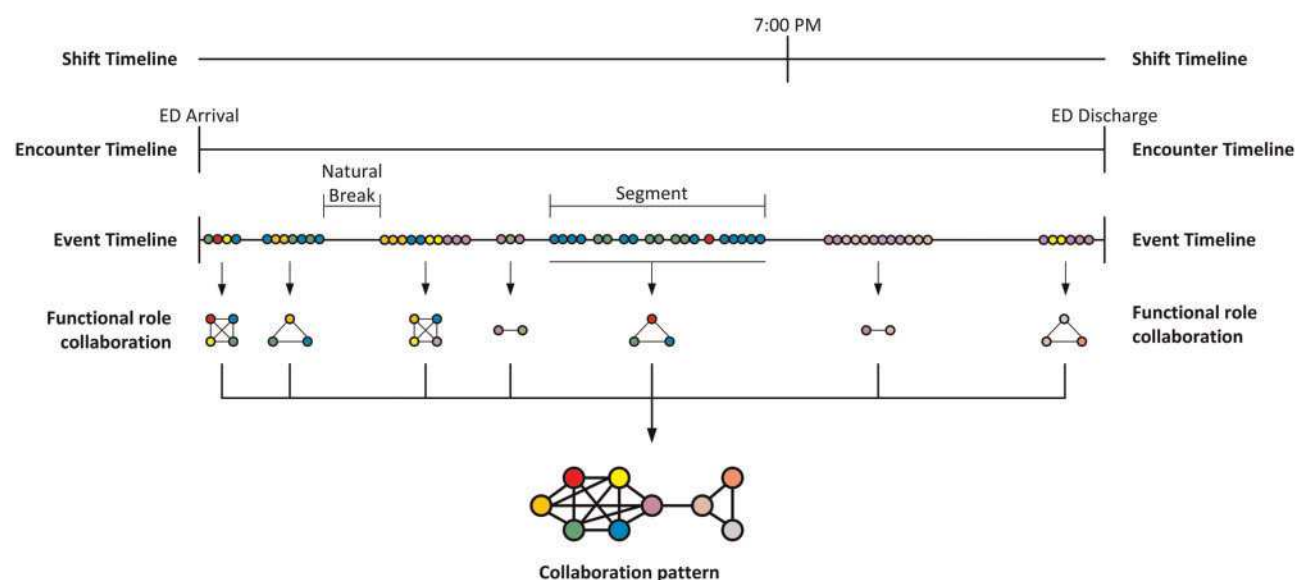 7:00 PM
Shift Timeline
Shift Timeline
ED Arrival
ED Discharge
Encounter Timeline
Encounter Timeline
Natural
Break
Segment
Event Timeline
Event Timeline
Functional role
collaboration
Functional role
collaboration
Collaboration pattern